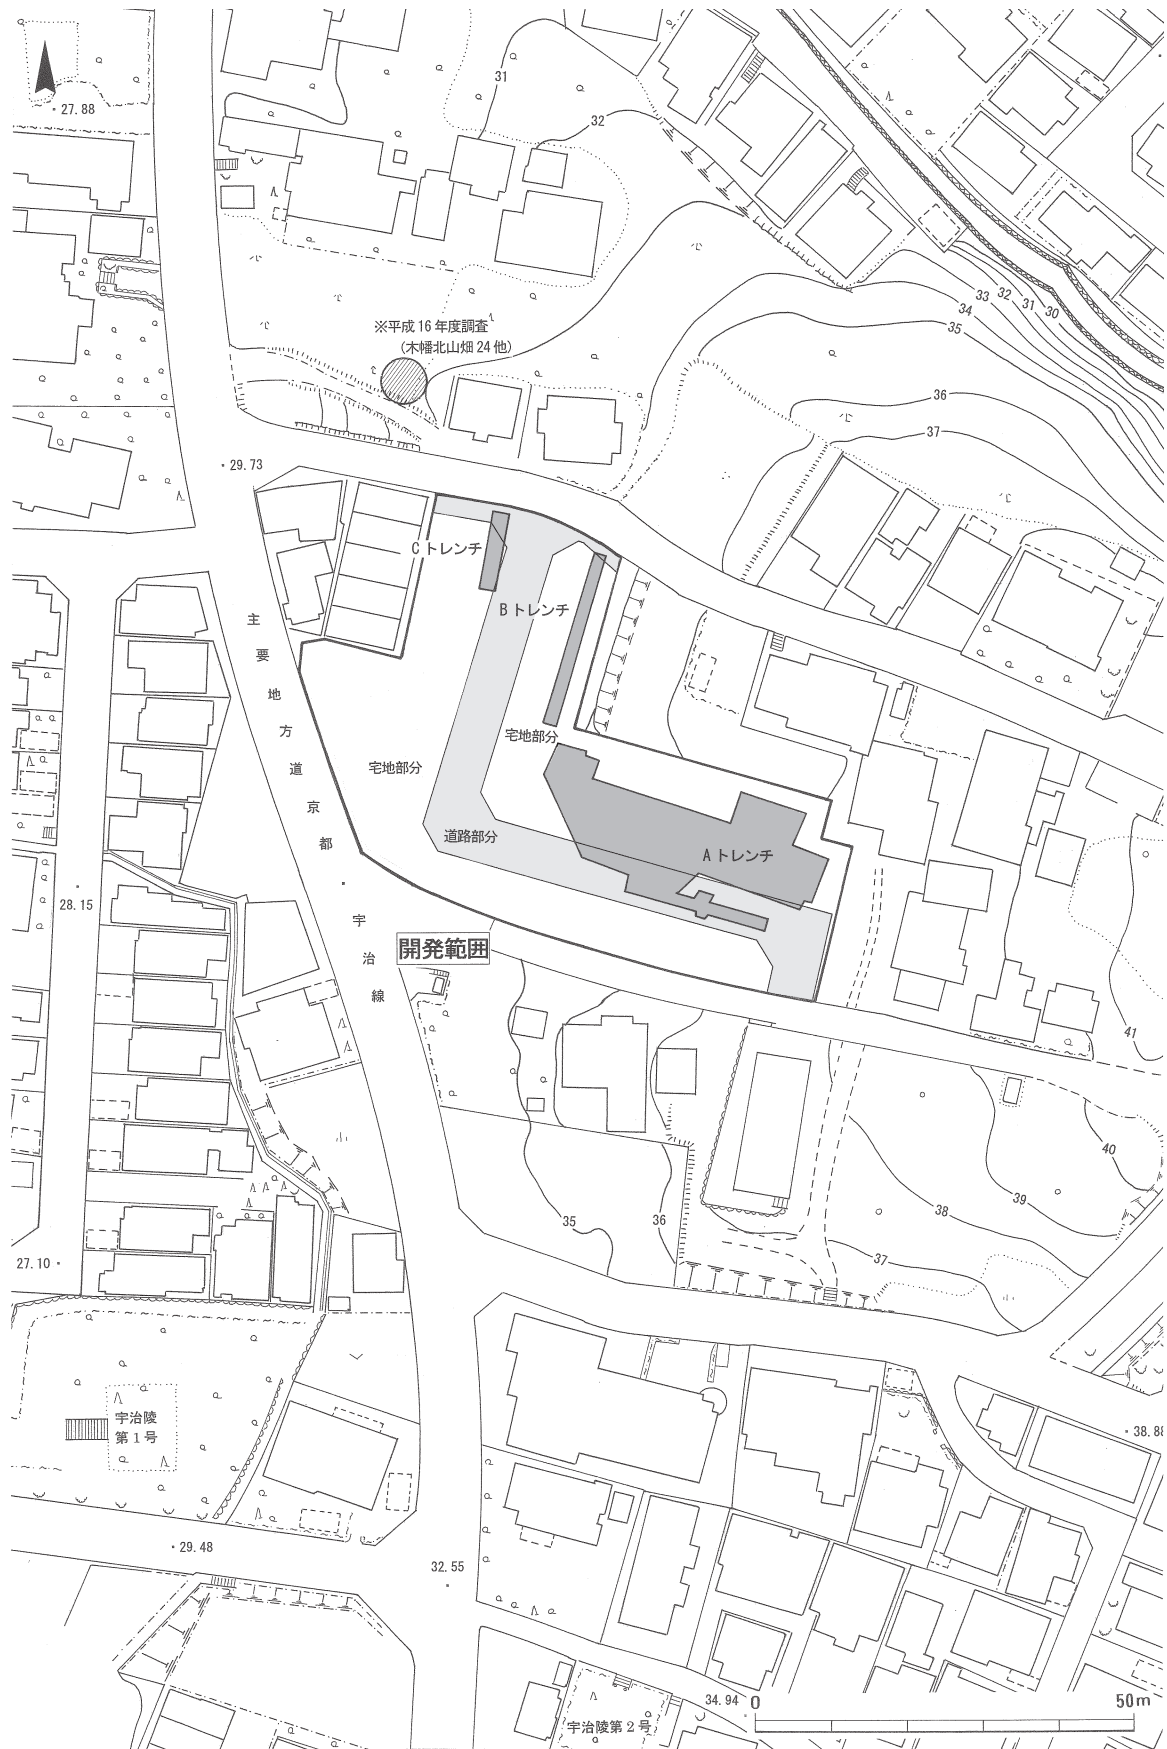 27.88
31
32
※平成16年度調査
（木幡北山畑24他）
33
32
31
30
34
35
36
37
29.73
Cトレンチ
Bトレンチ
宅地部分
宅地部分
道路部分
Aトレンチ
主要地方道京都宇治線
開発範囲
28.15
41
40
39
38
37
36
35
27.10
宇治陵
第1号
38.88
29.48
32.55
34.94
0
50m
宇治陵第2号